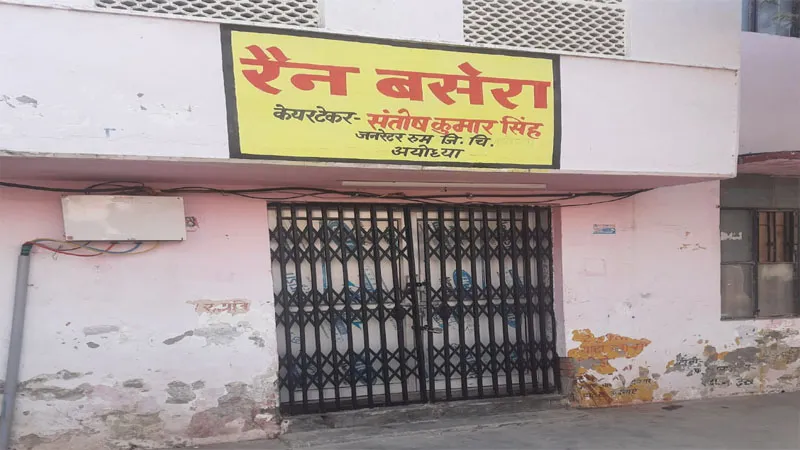 रैन बसेरा
केयरटेकर- संतोष कुमार सिंह
जनरेटर रुम जि. चि.
अयोध्या